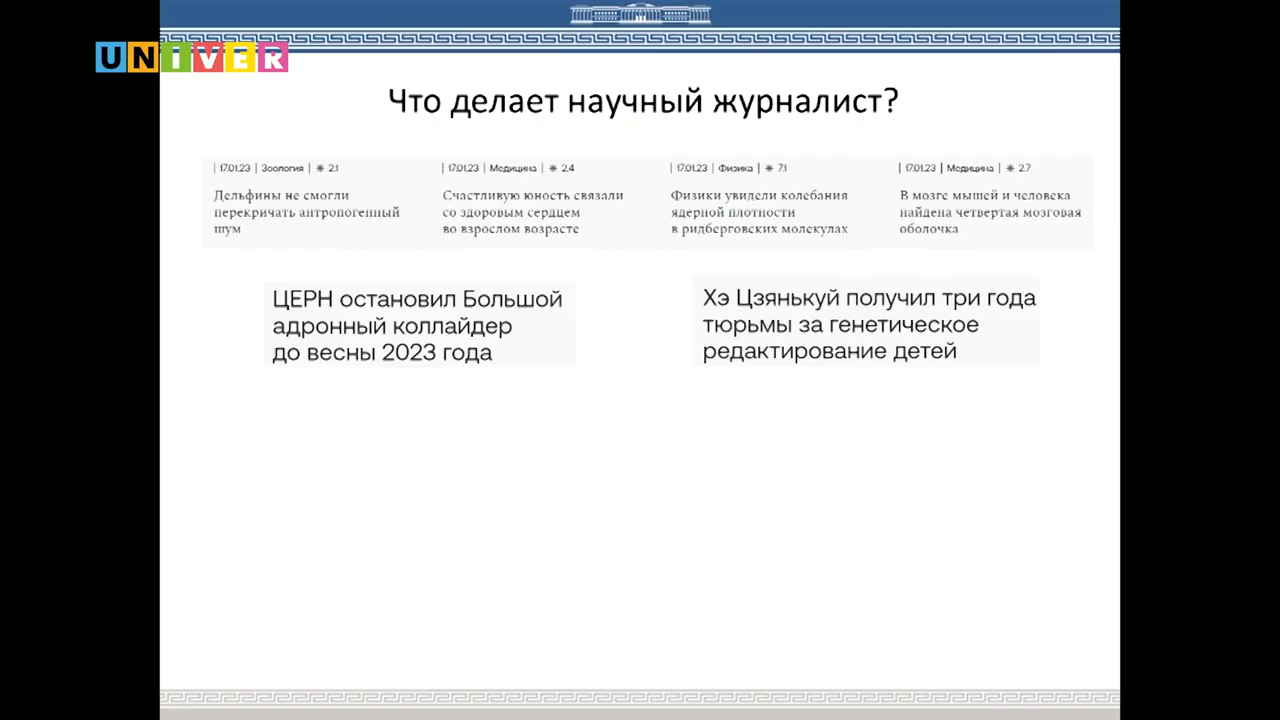 UNIVER
Что делает научный журналист?
| 17.01.23 | Зоология | ✳ 2.1
Дельфины не смогли
перекричать антропогенный
шум
| 17.01.23 | Медицина | ✳ 2.4
Счастливую юность связали
со здоровым сердцем
во взрослом возрасте
| 17.01.23 | Физика | ✳ 7.1
Физики увидели колебания
ядерной плотности
в ридберговских молекулах
| 17.01.23 | Медицина | ✳ 2.7
В мозге мышей и человека
найдена четвертая мозговая
оболочка
ЦЕРН остановил Большой
адронный коллайдер
до весны 2023 года
Хэ Цзянькуй получил три года
тюрьмы за генетическое
редактирование детей